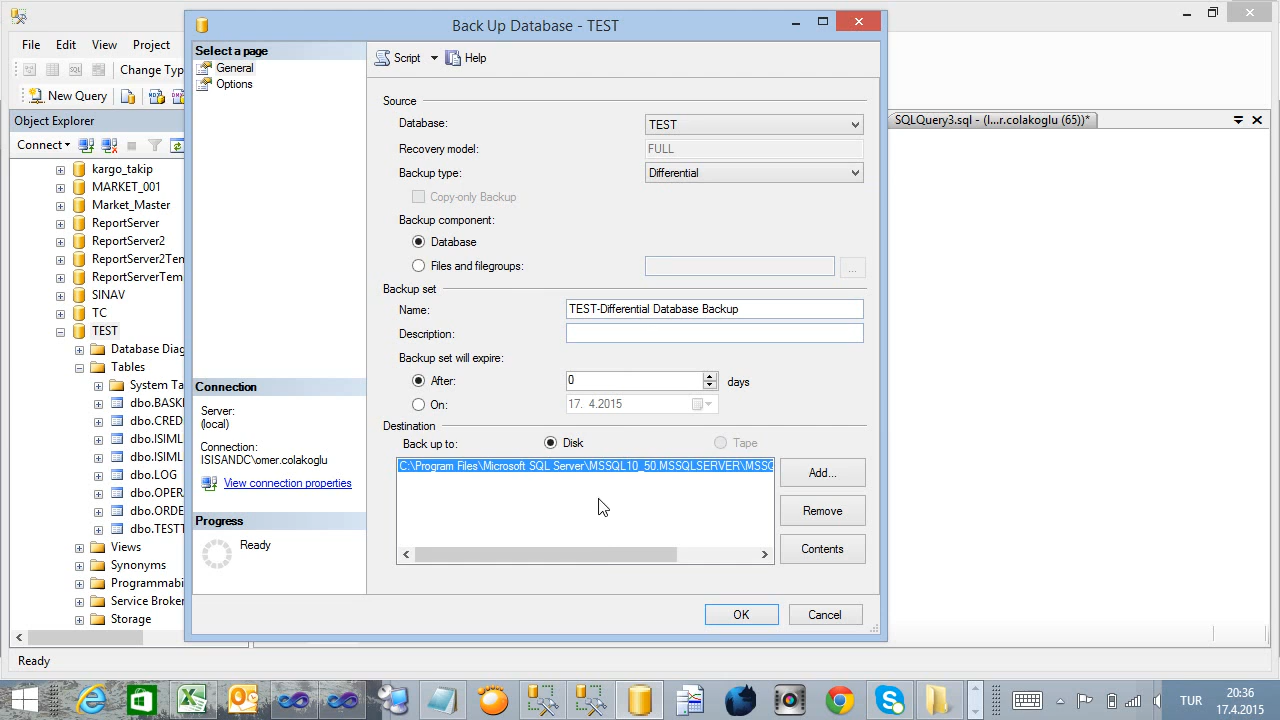 Back Up Database - TEST
File Edit View Project
Change Typ
New Query
Object Explorer
Connect
kargo_takip
MARKET_001
Market_Master
ReportServer
ReportServer2
ReportServer2Tem
ReportServerTem
SINAV
TC
TEST
Database Diag
Tables
System Ta
dbo.BASK
dbo.CRED
dbo.ISIML
dbo.ISIML
dbo.LOG
dbo.OPER
dbo.ORDE
dbo.TESTT
Views
Synonyms
Programmabi
Service Broker
Storage
Ready
Select a page
General
Options
Connection
Server:
(local)
Connection:
ISISANDC\omer.colakoglu
View connection properties
Progress
Ready
Script Help
Source
Database: TEST
Recovery model: FULL
Backup type: Differential
Copy-only Backup
Backup component:
Database
Files and filegroups: ...
Backup set
Name: TEST-Differential Database Backup
Description:
Backup set will expire:
After: 0 days
On: 17. 4.2015
Destination
Back up to: Disk Tape
C:\Program Files\Microsoft SQL Server\MSSQL10_50.MSSQLSERVER\MSSQ
Add...
Remove
Contents
OK Cancel
SQLQuery3.sql - (l...r.colakoglu (65))*
TUR
20:36
17.4.2015